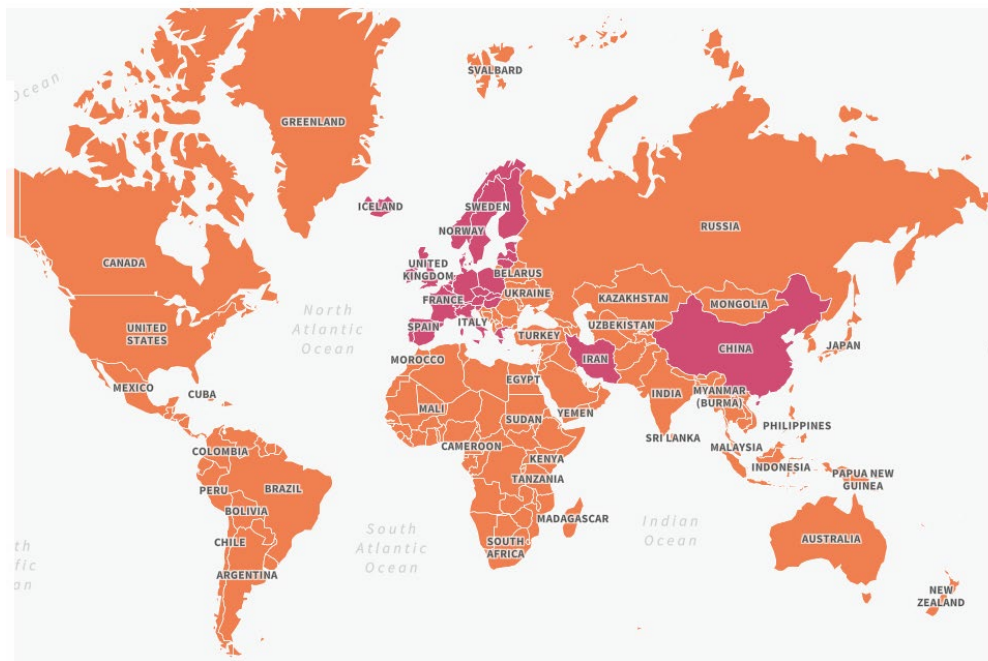 Ocean
SVALBARD
GREENLAND
ICELAND
SWEDEN
NORWAY
RUSSIA
CANADA
UNITED
KINGDOM
BELARUS
UKRAINE
FRANCE
KAZAKHSTAN
MONGOLIA
North
Atlantic
Ocean
UNITED
STATES
SPAIN
ITALY
TURKEY
UZBEKISTAN
CHINA
JAPAN
MOROCCO
IRAN
MEXICO
CUBA
EGYPT
INDIA
MYANMAR
(BURMA)
MALI
SUDAN
YEMEN
PHILIPPINES
SRI LANKA
COLOMBIA
CAMEROON
KENYA
MALAYSIA
INDONESIA
PAPUA NEW
GUINEA
PERU
BRAZIL
TANZANIA
BOLIVIA
MADAGASCAR
South
Atlantic
Ocean
Indian
Ocean
CHILE
SOUTH
AFRICA
AUSTRALIA
th
fic
an
ARGENTINA
NEW
ZEALAND